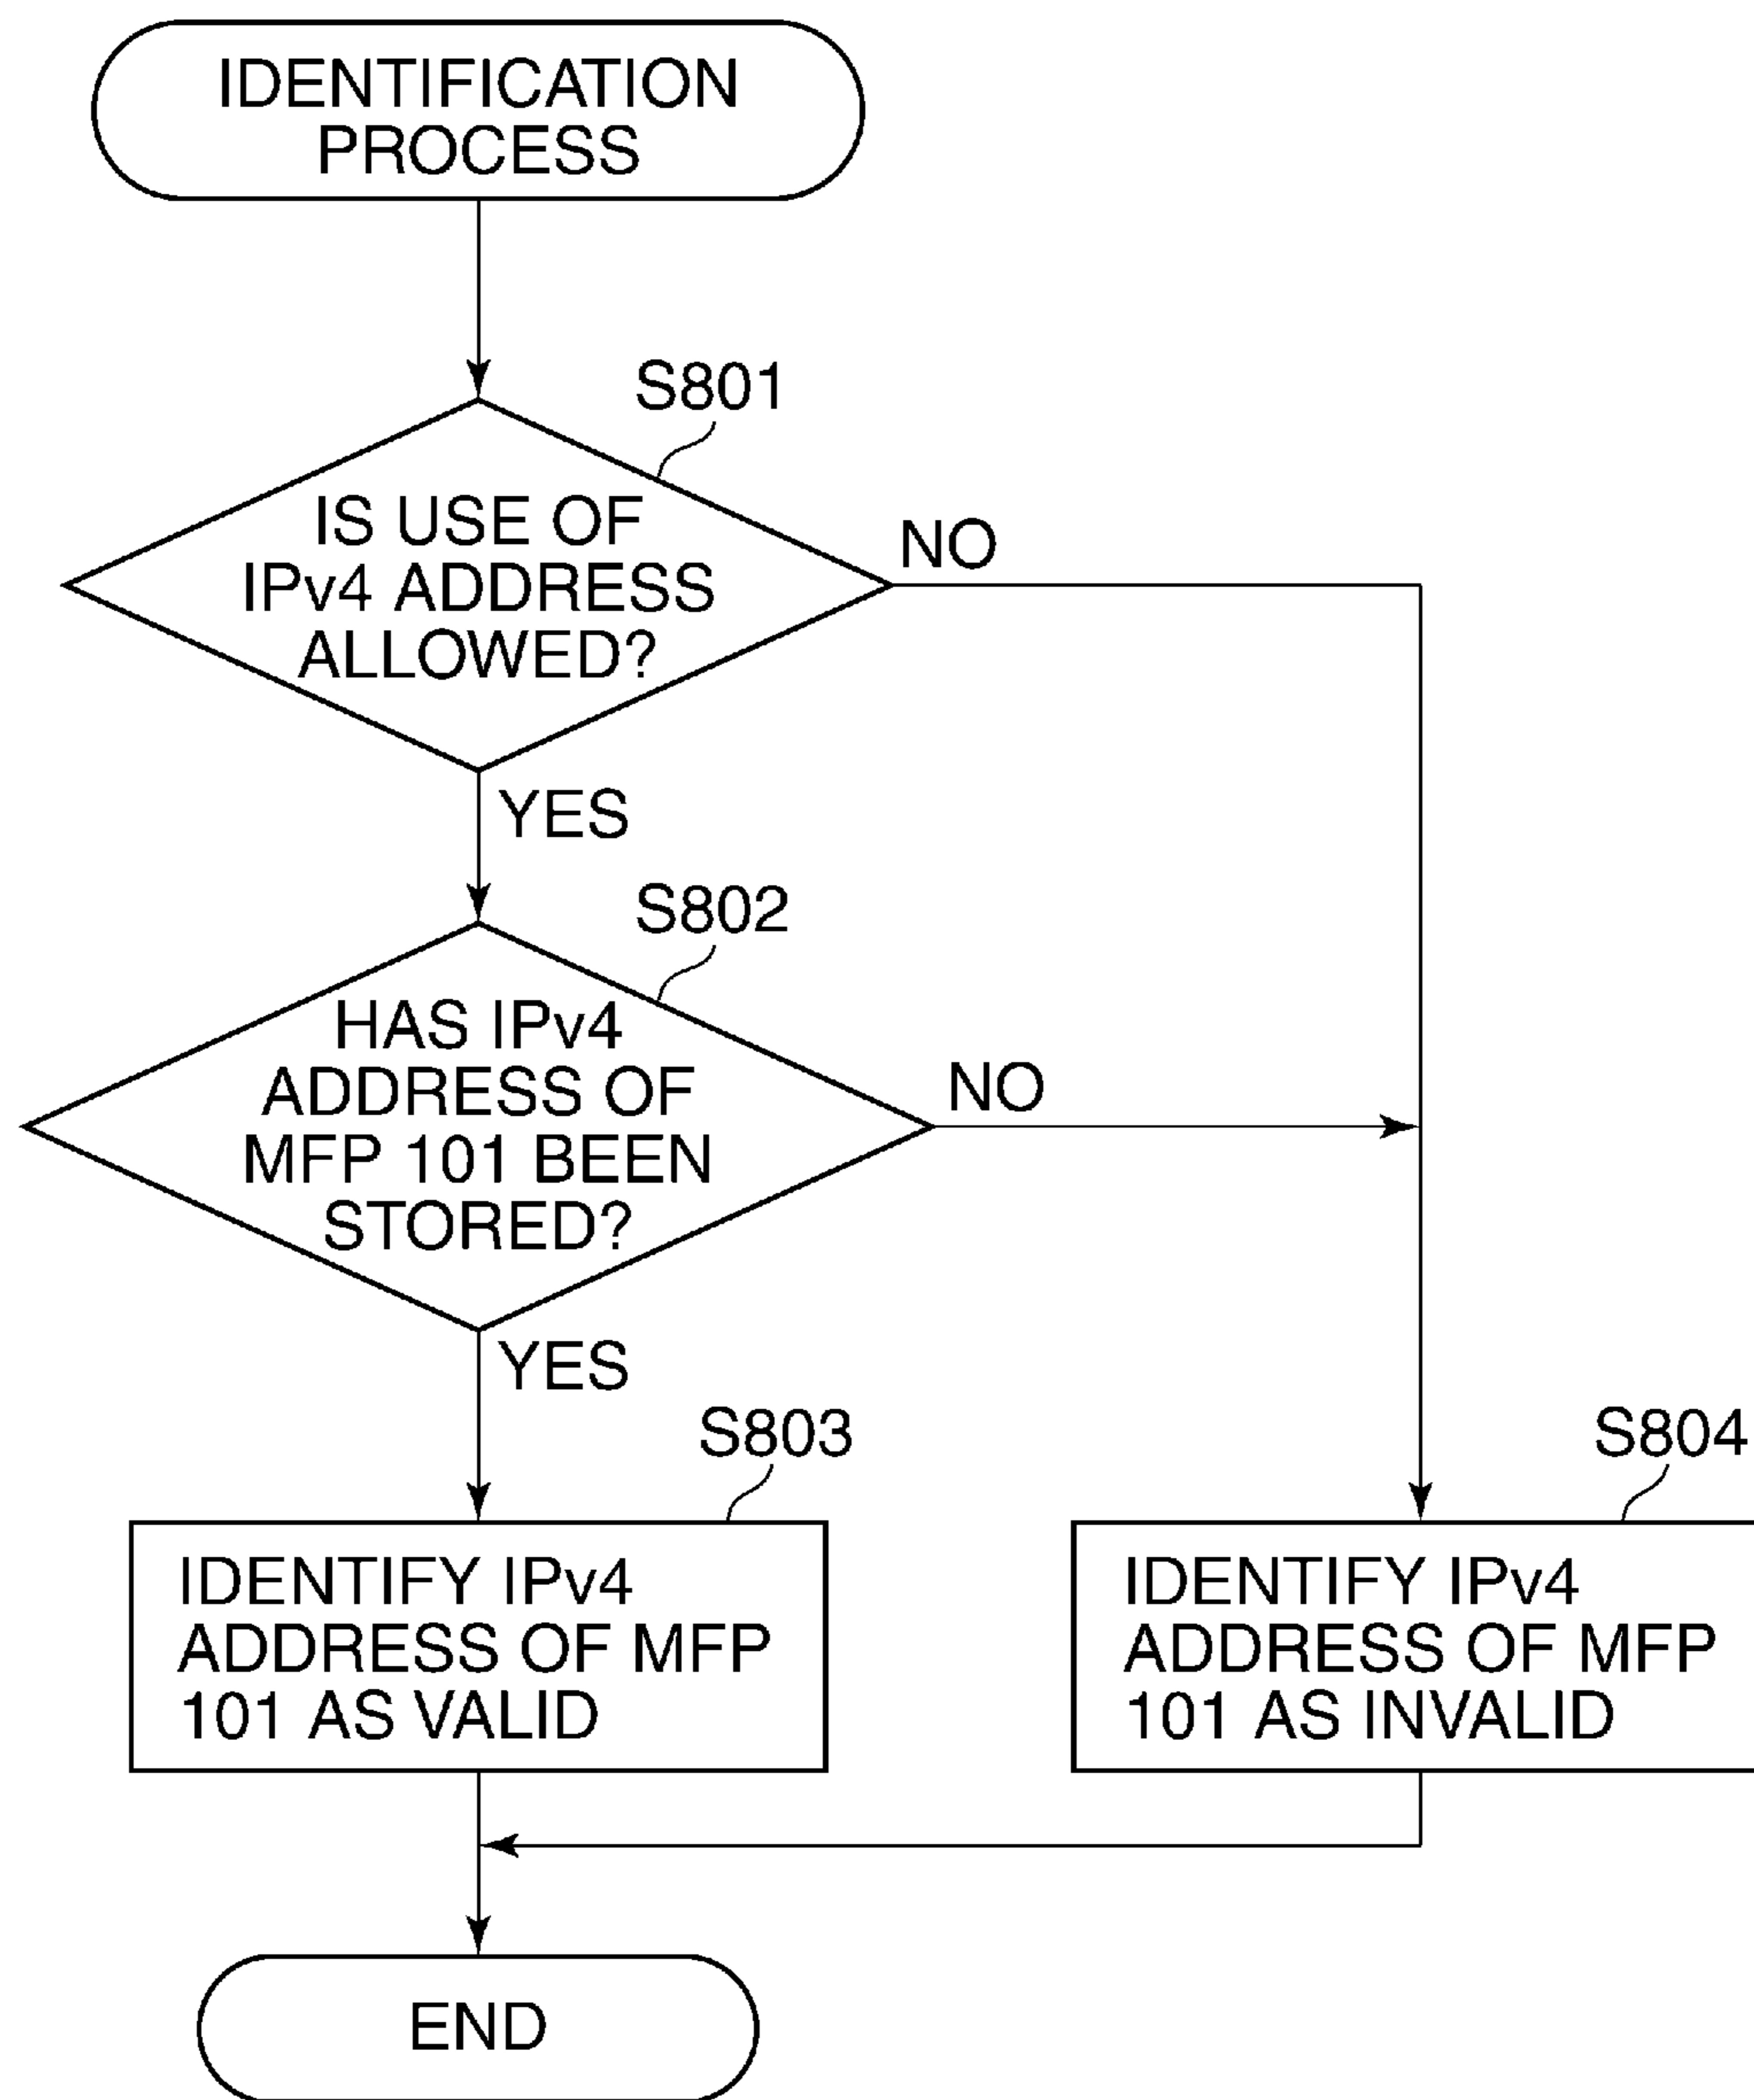 IDENTIFICATION
PROCESS
S801
IS USE OF
IPv4 ADDRESS
ALLOWED?
NO
YES
S802
HAS IPv4
ADDRESS OF
MFP 101 BEEN
STORED?
NO
YES
S803
IDENTIFY IPv4
ADDRESS OF MFP
101 AS VALID
S804
IDENTIFY IPv4
ADDRESS OF MFP
101 AS INVALID
END